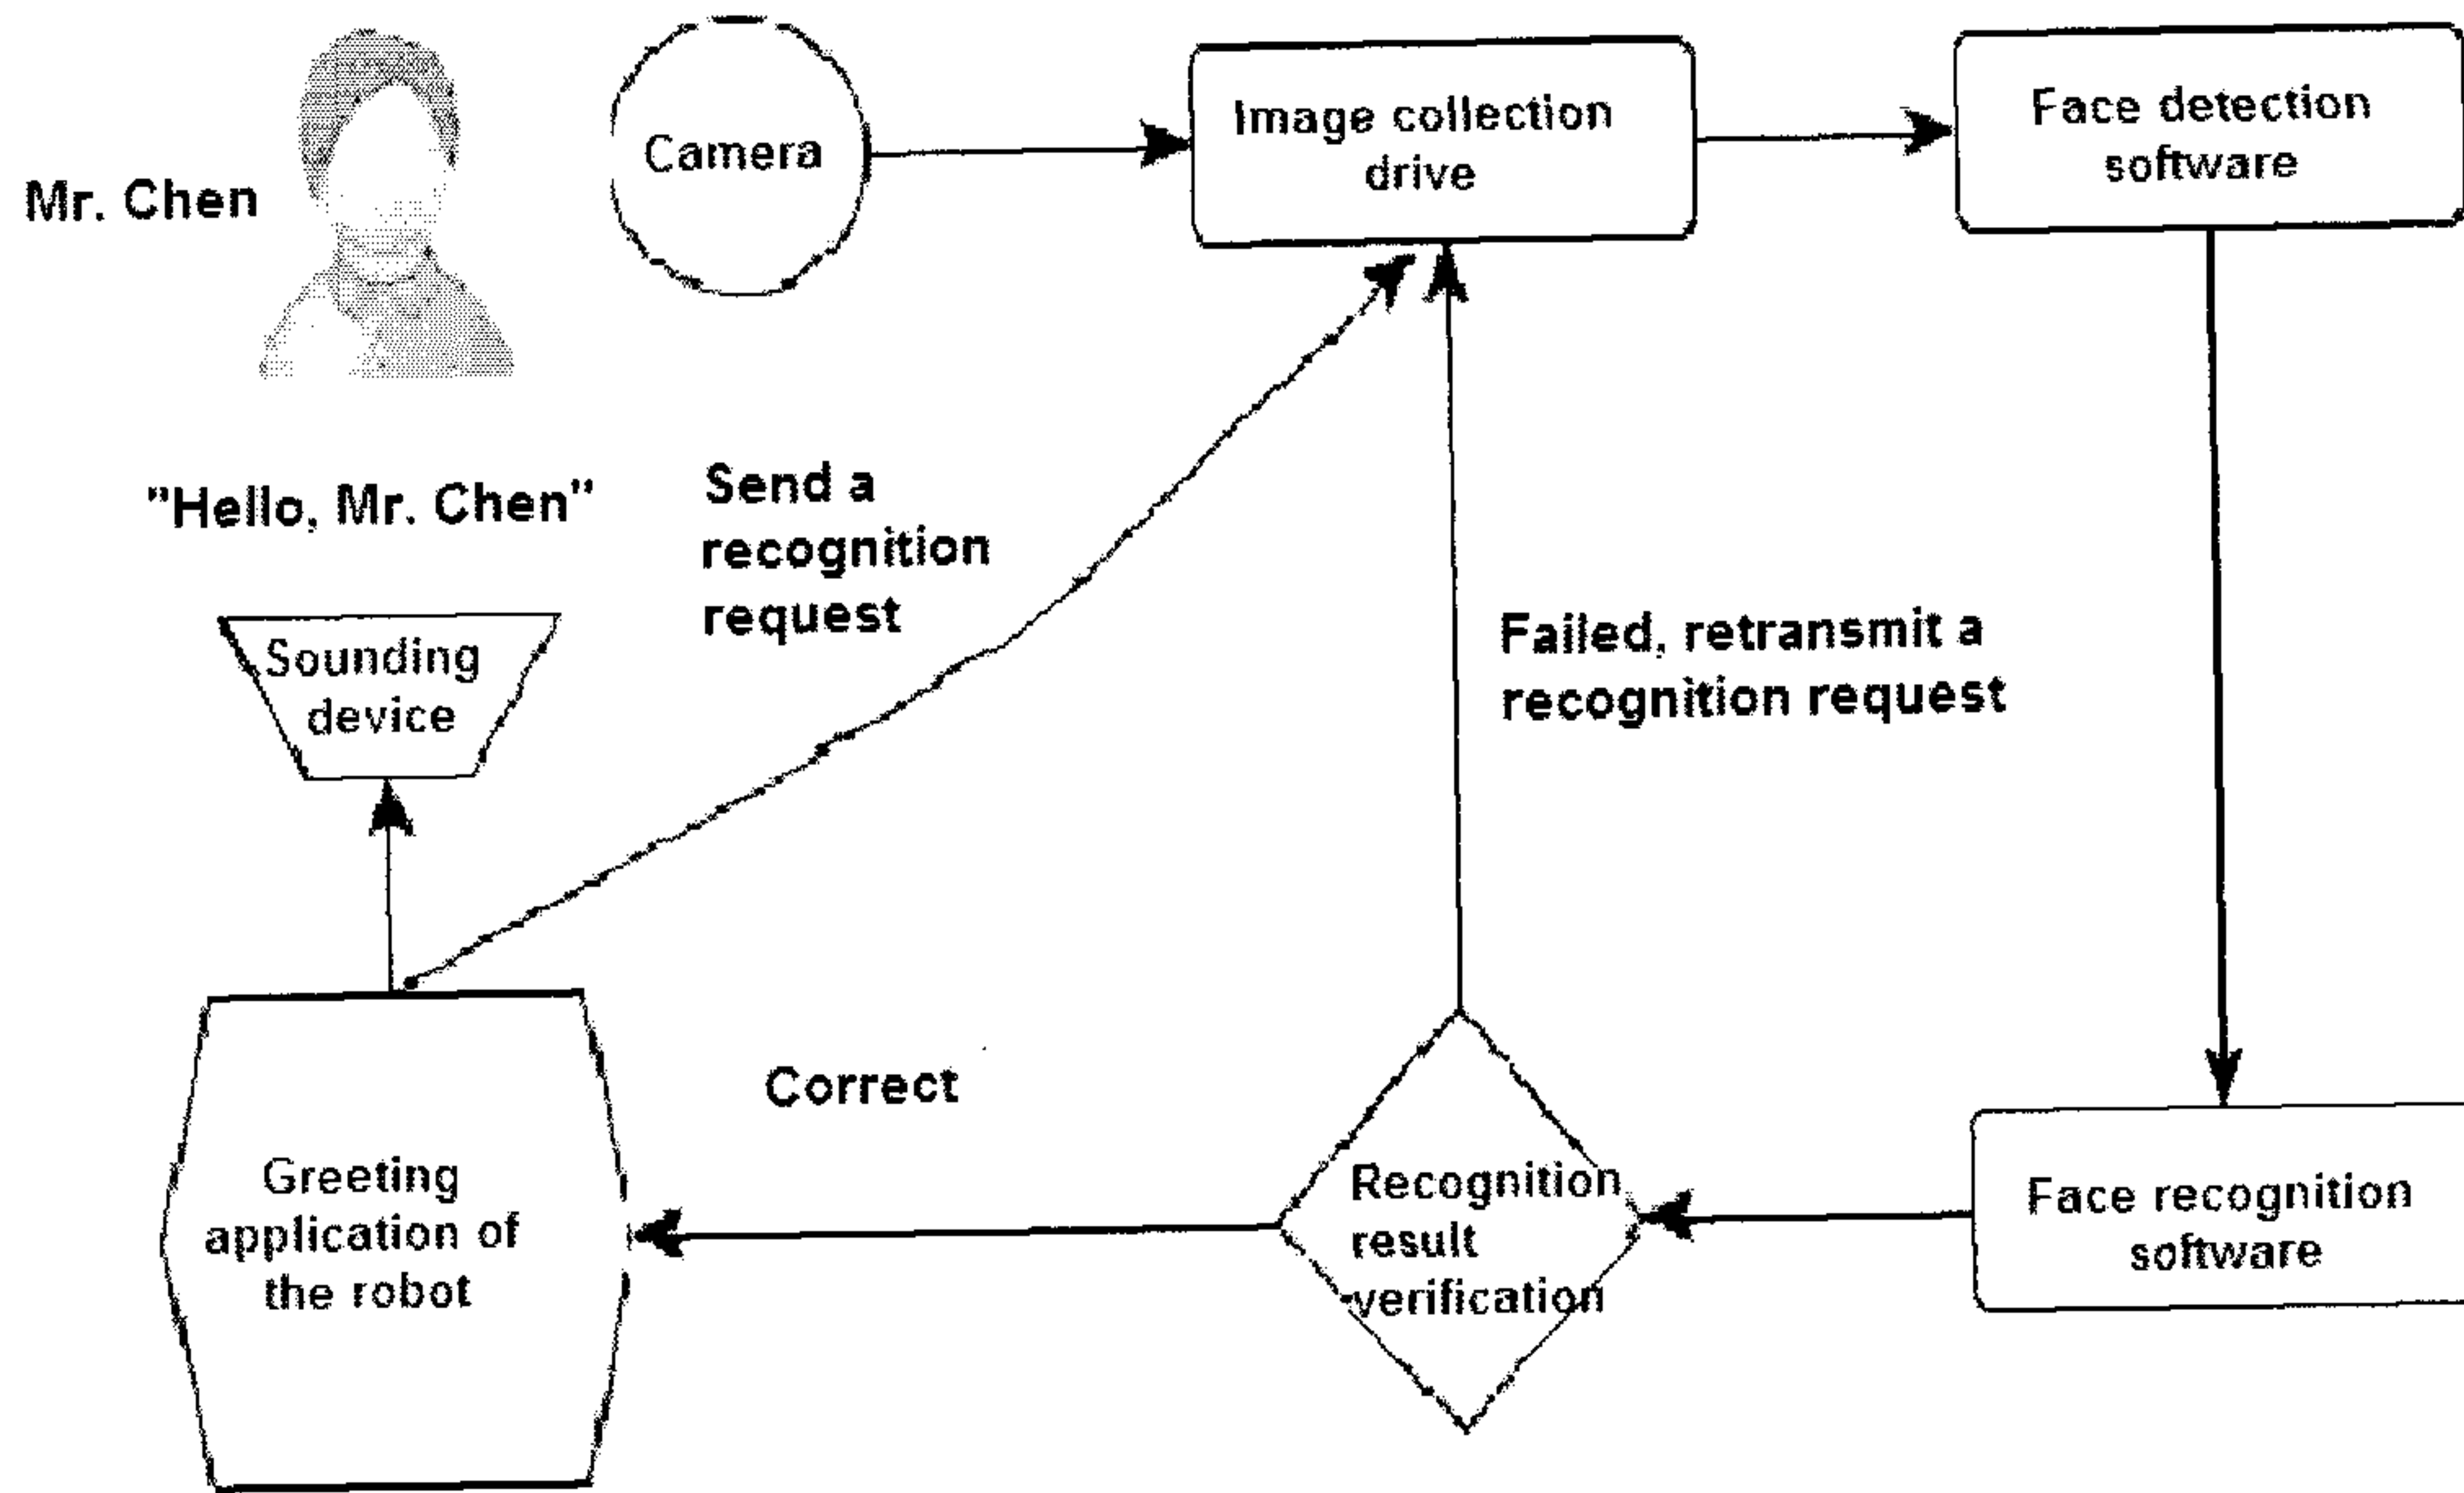 Mr. Chen
Camera
Image collection
drive
Face detection
software
"Hello, Mr. Chen"
Send a
recognition
request
Sounding
device
Failed, retransmit a
recognition request
Correct
Greeting
application of
the robot
Recognition
result
verification
Face recognition
software